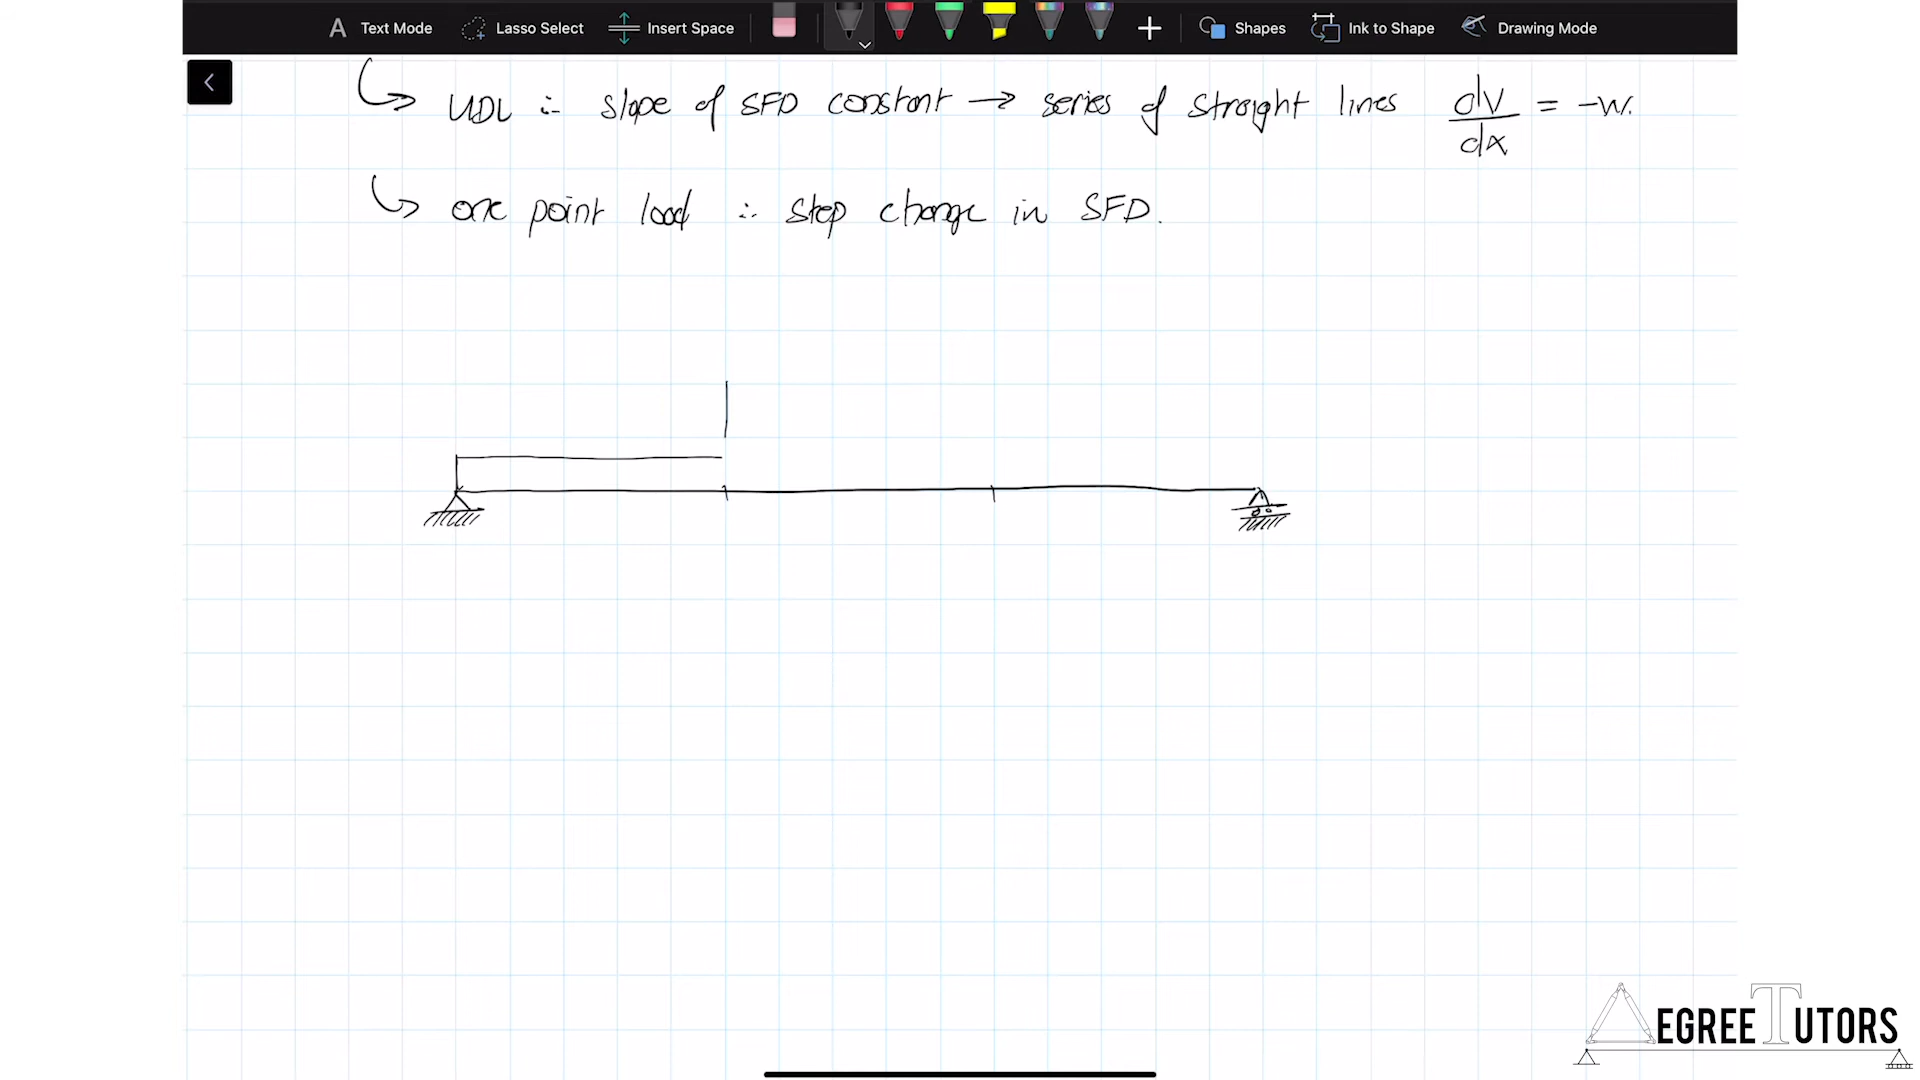 Text Mode Lasso Select Insert Space Shapes Ink to Shape Drawing Mode
UDL ∴ slope of SFD constant → series of straight lines dV/dx = -w.
one point load ∴ step change in SFD.
DEGREE TUTORS